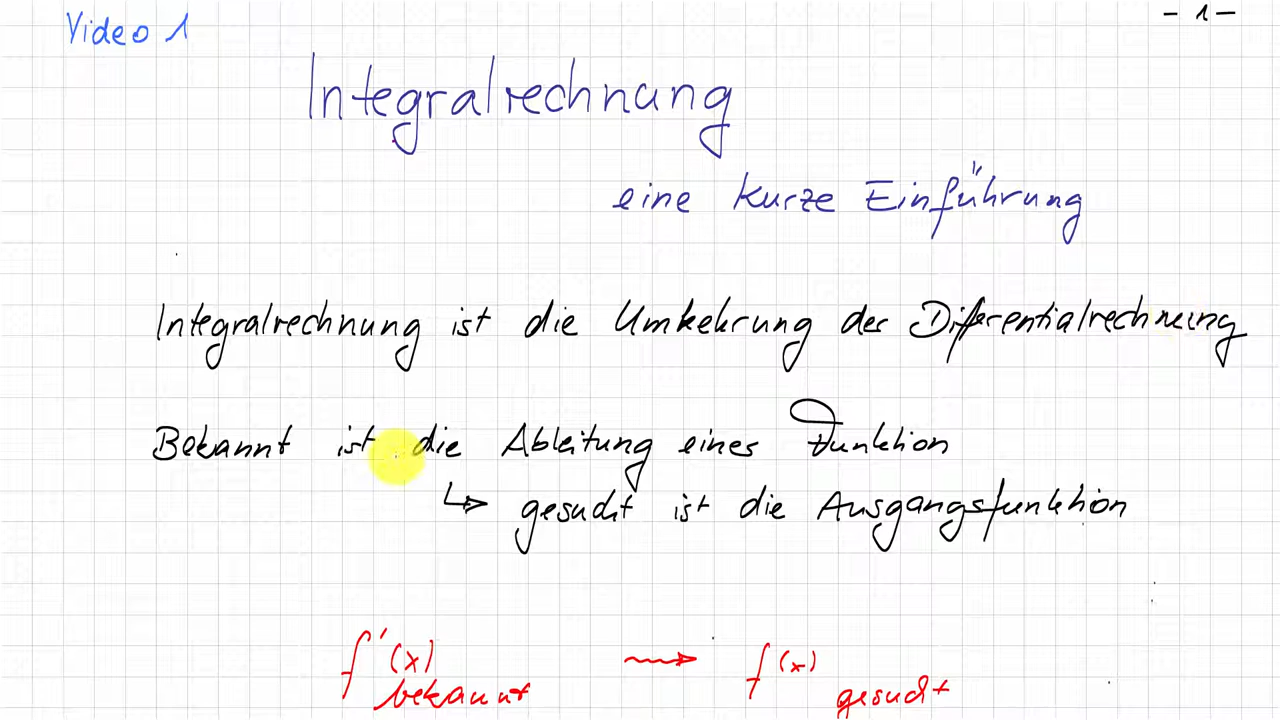 Video 1
- 1 -
Integralrechnung
eine kurze Einführung
Integralrechnung ist die Umkehrung der Differentialrechnung
Bekannt ist die Ableitung eines Funktion
↳ gesucht ist die Ausgangsfunktion
f'(x) bekannt ⟿ f(x) gesucht